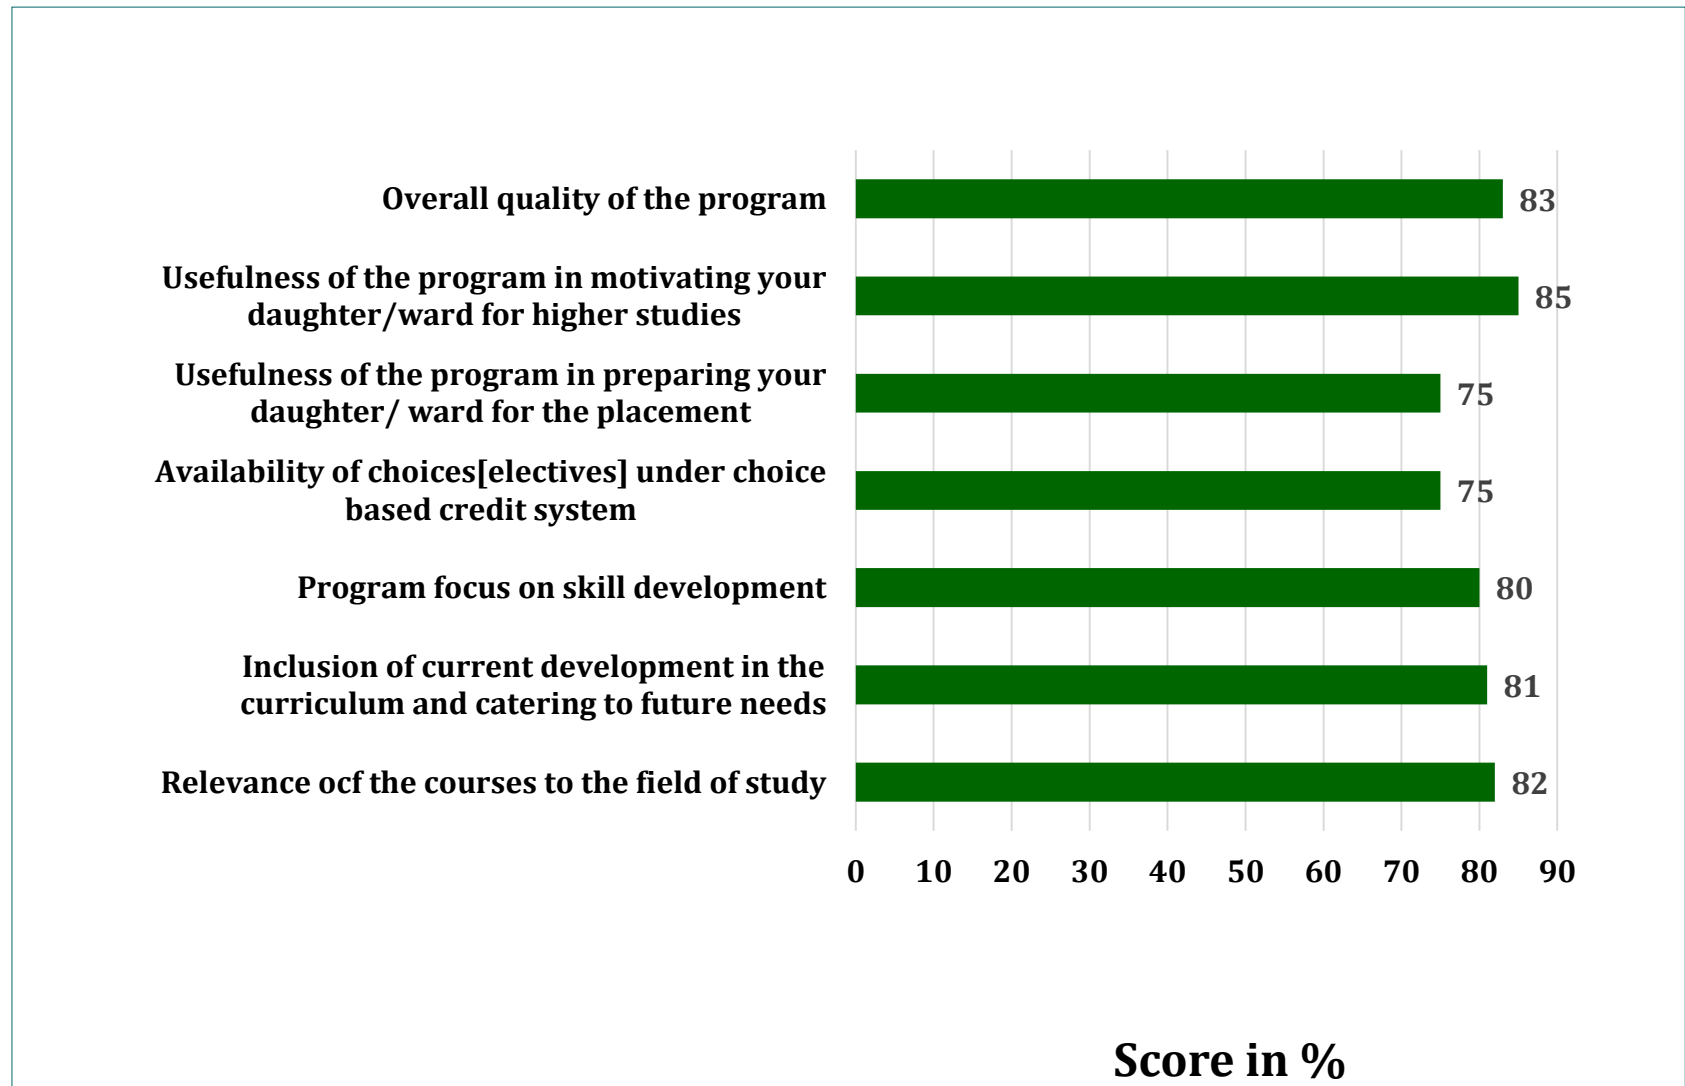 Overall quality of the program
83
Usefulness of the program in motivating your
daughter/ward for higher studies
85
Usefulness of the program in preparing your
daughter/ ward for the placement
75
Availability of choices[electives] under choice
based credit system
75
Program focus on skill development
80
Inclusion of current development in the
curriculum and catering to future needs
81
Relevance ocf the courses to the field of study
82
0 10 20 30 40 50 60 70 80 90
Score in %